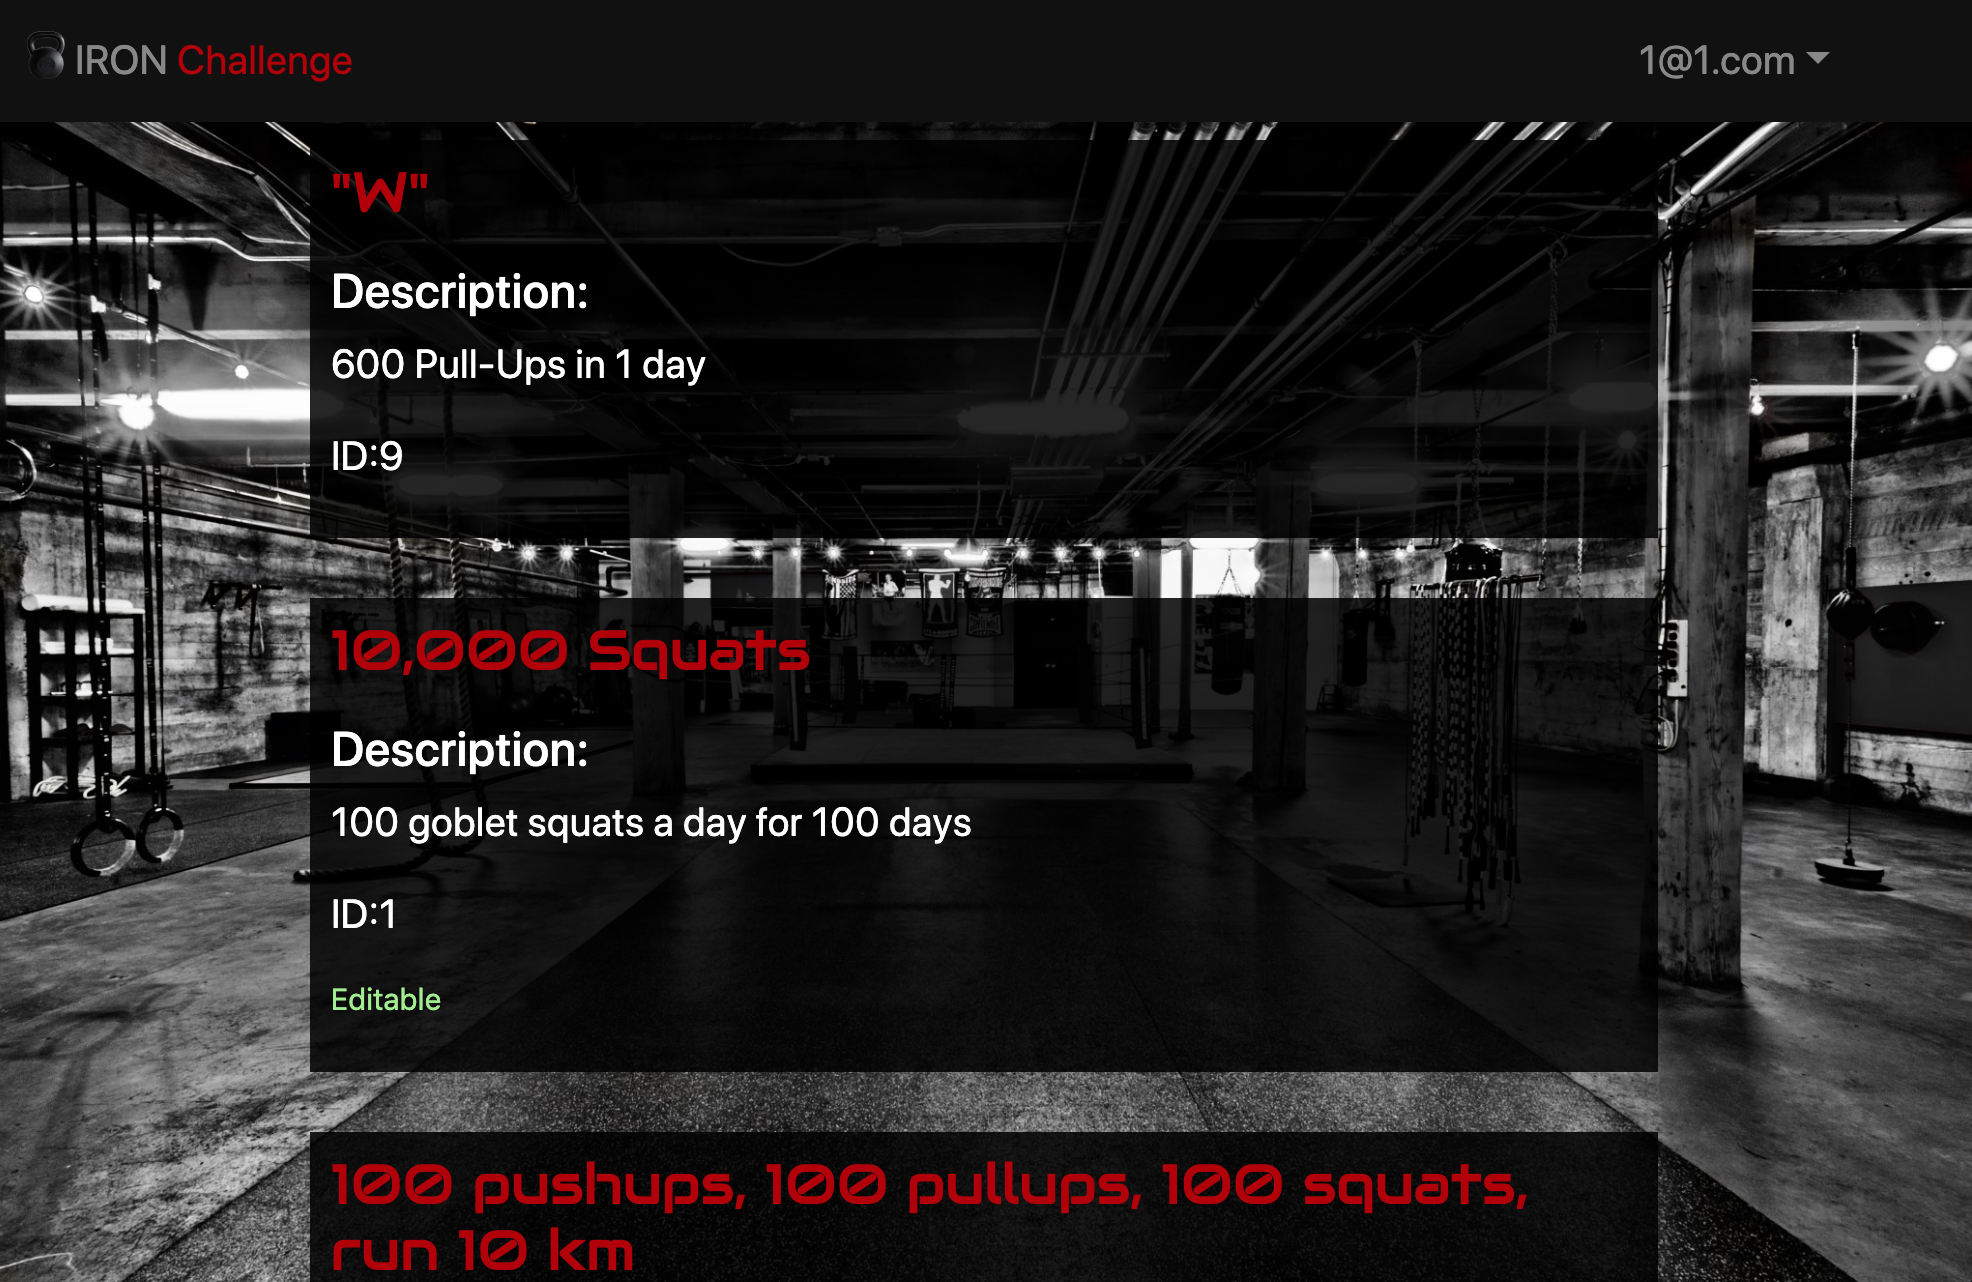 IRON Challenge
1@1.com
"W"
Description:
600 Pull-Ups in 1 day
ID:9
10,000 Squats
Description:
100 goblet squats a day for 100 days
ID:1
Editable
100 pushups, 100 pullups, 100 squats,
run 10 km